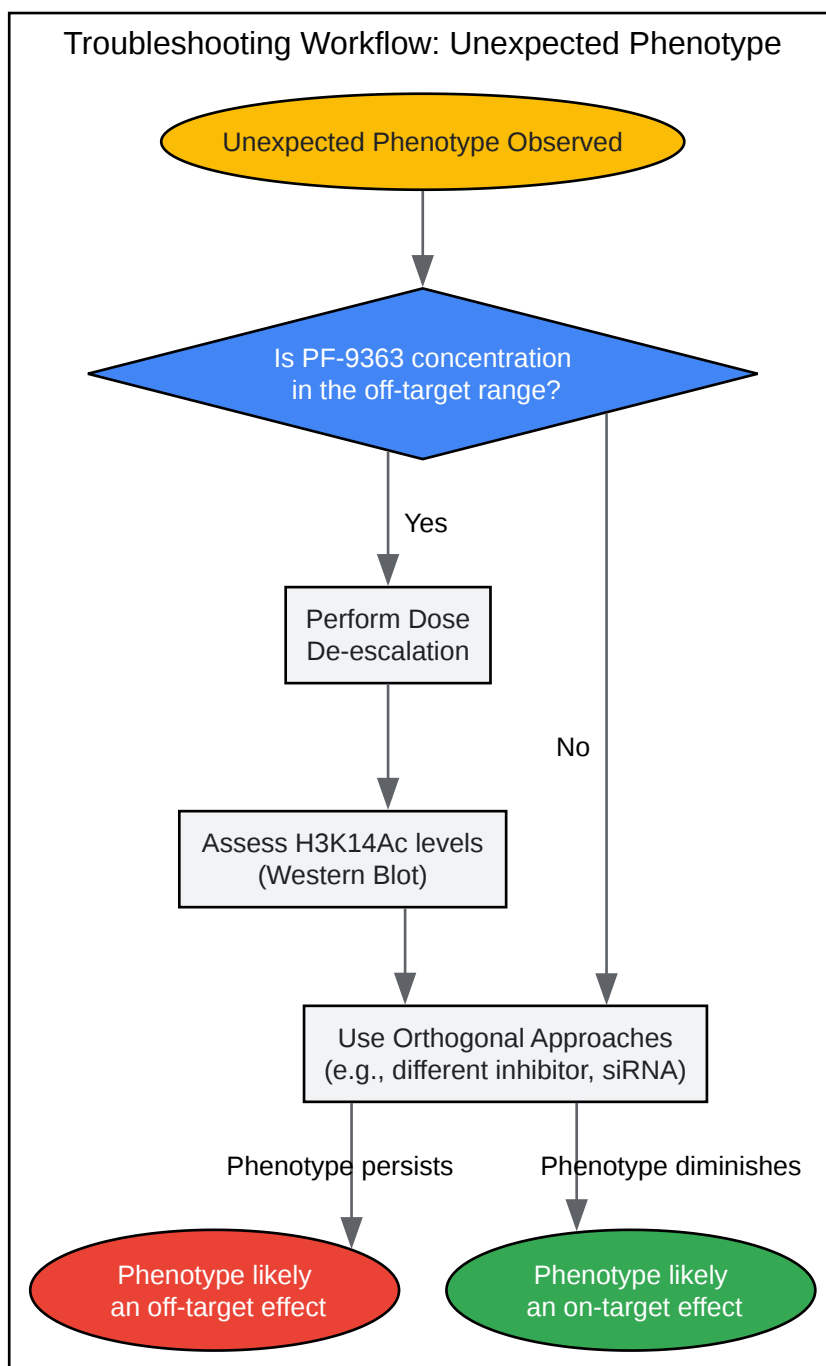 Troubleshooting Workflow: Unexpected Phenotype
Unexpected Phenotype Observed
Is PF-9363 concentration
in the off-target range?
Yes
Perform Dose
De-escalation
No
Assess H3K14Ac levels
(Western Blot)
Use Orthogonal Approaches
(e.g., different inhibitor, siRNA)
Phenotype persists
Phenotype diminishes
Phenotype likely
an off-target effect
Phenotype likely
an on-target effect